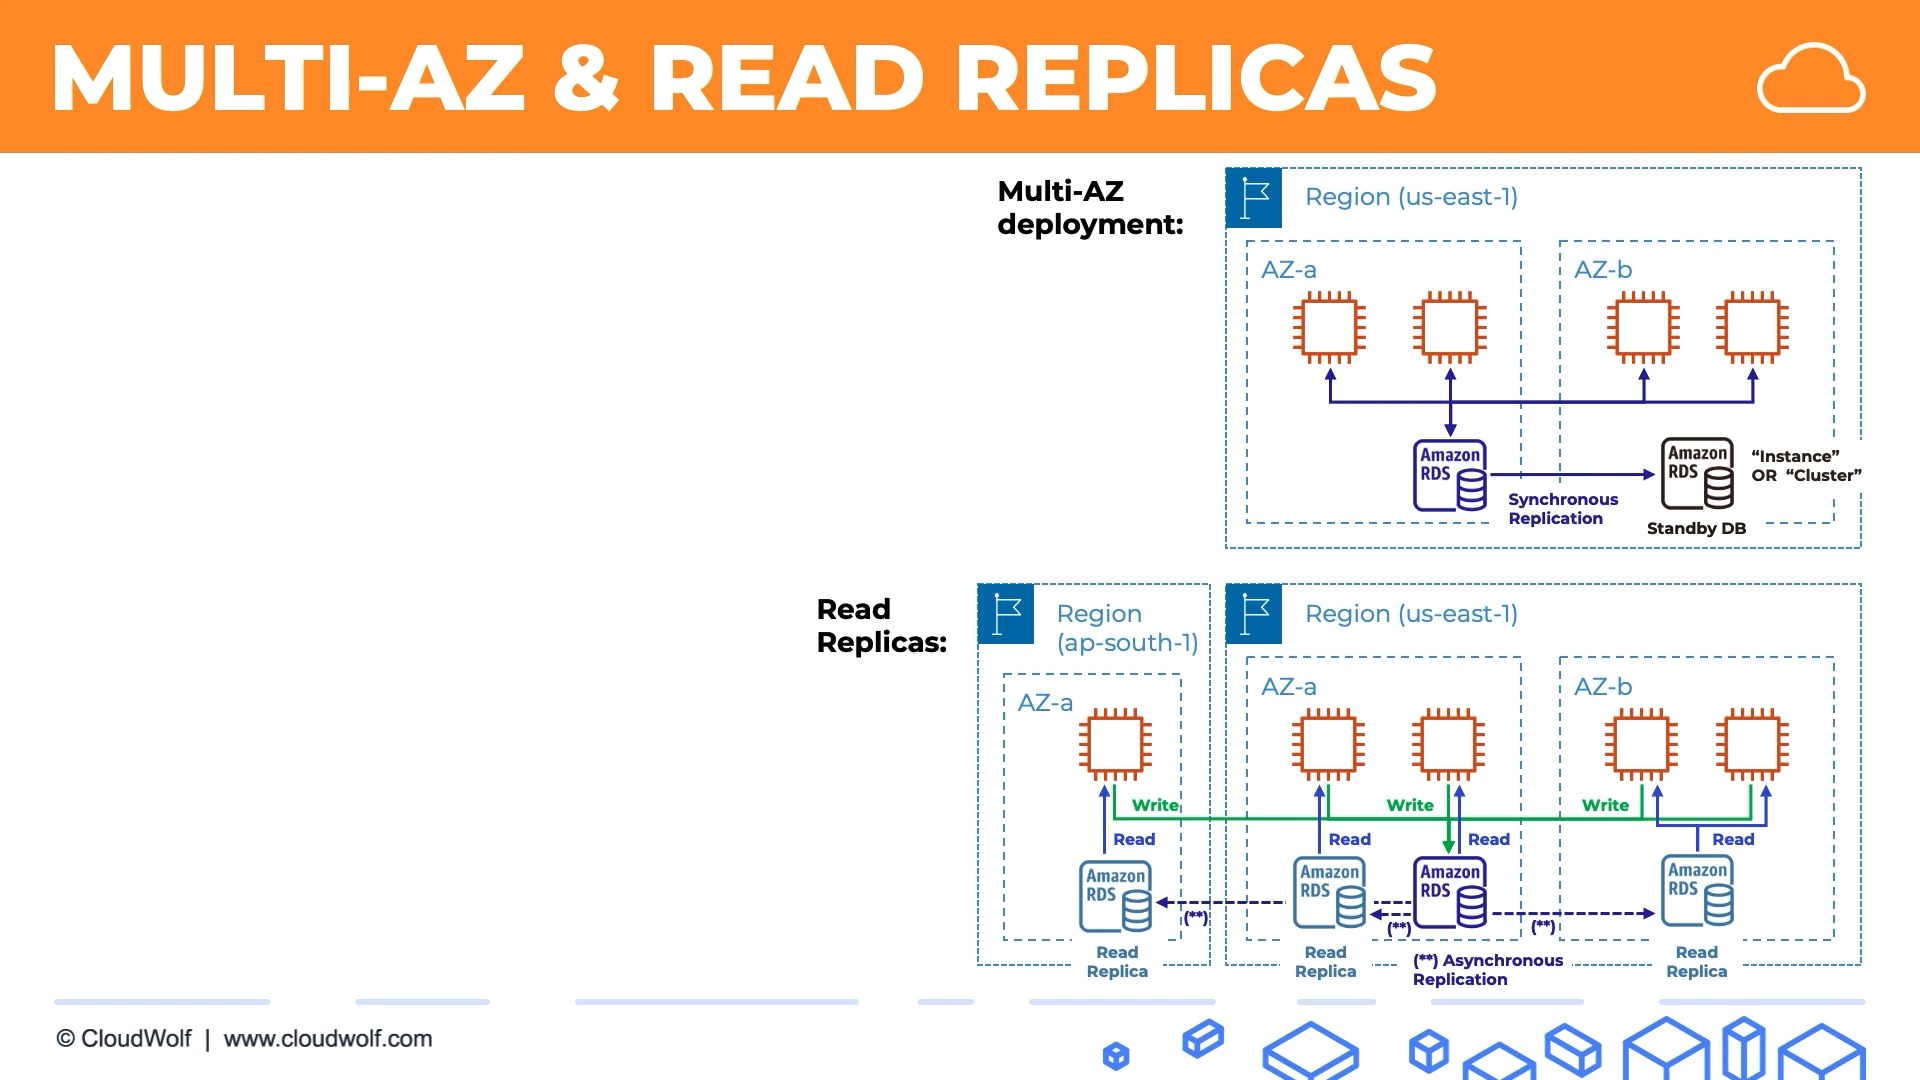 MULTI-AZ & READ REPLICAS
Multi-AZ
deployment:
Region (us-east-1)
AZ-a
AZ-b
Amazon
RDS
Synchronous
Replication
Amazon
RDS
"Instance"
OR "Cluster"
Standby DB
Read
Replicas:
Region
(ap-south-1)
AZ-a
Write
Read
Amazon
RDS
(**)
Read
Replica
Region (us-east-1)
AZ-a
AZ-b
Write
Write
Read
Read
Read
Amazon
RDS
Amazon
RDS
Amazon
RDS
(**)
(**)
Read
Replica
(**) Asynchronous
Replication
Read
Replica
© CloudWolf | www.cloudwolf.com